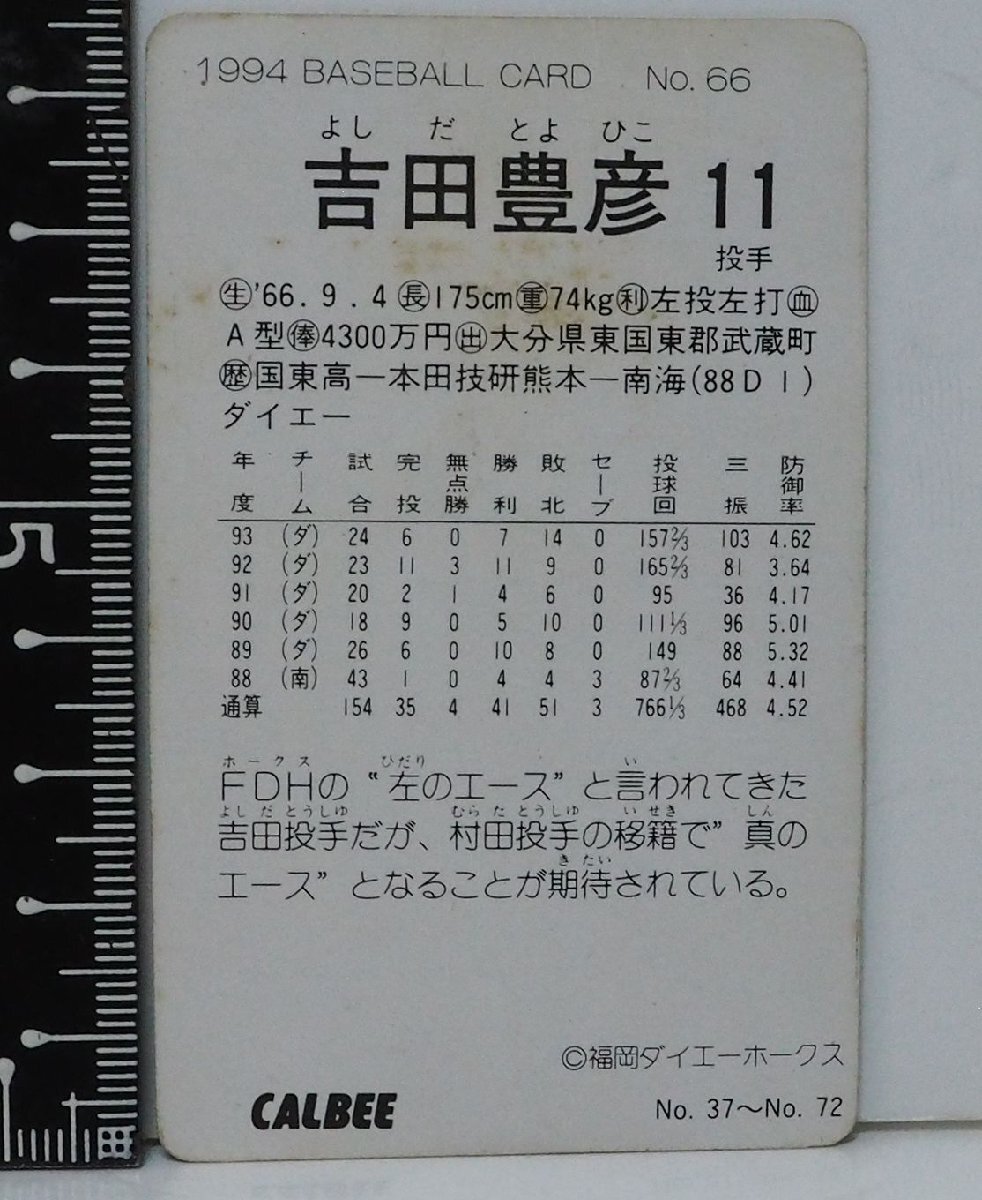 1994 BASEBALL CARD No. 66
よし だ とよ ひこ
吉田豊彦 11
投手
生'66.9.4 長175cm重74kg利左投左打血
A型俸4300万円出大分県東国東郡武蔵町
歴国東高ー本田技研熊本ー南海(88D1)
ダイエー
年度 チーム 試合 完投 無点勝 勝利 敗北 セーブ 投球回 三振 防御率
93 (ダ) 24 6 0 7 14 0 157⅔ 103 4.62
92 (ダ) 23 11 3 11 9 0 165⅔ 81 3.64
91 (ダ) 20 2 1 4 6 0 95 36 4.17
90 (ダ) 18 9 0 5 10 0 111⅓ 96 5.01
89 (ダ) 26 6 0 10 8 0 149 88 5.32
88 (南) 43 1 0 4 4 3 87⅔ 64 4.41
通算 154 35 4 41 51 3 766⅓ 468 4.52
ホークス ひだり い
FDHの“左のエース”と言われてきた
よし だ とうしゆ むら た とうしゆ い せき しん
吉田投手だが、村田投手の移籍で”真の
き たい
エース”となることが期待されている。
©福岡ダイエーホークス
CALBEE No. 37〜No. 72
5